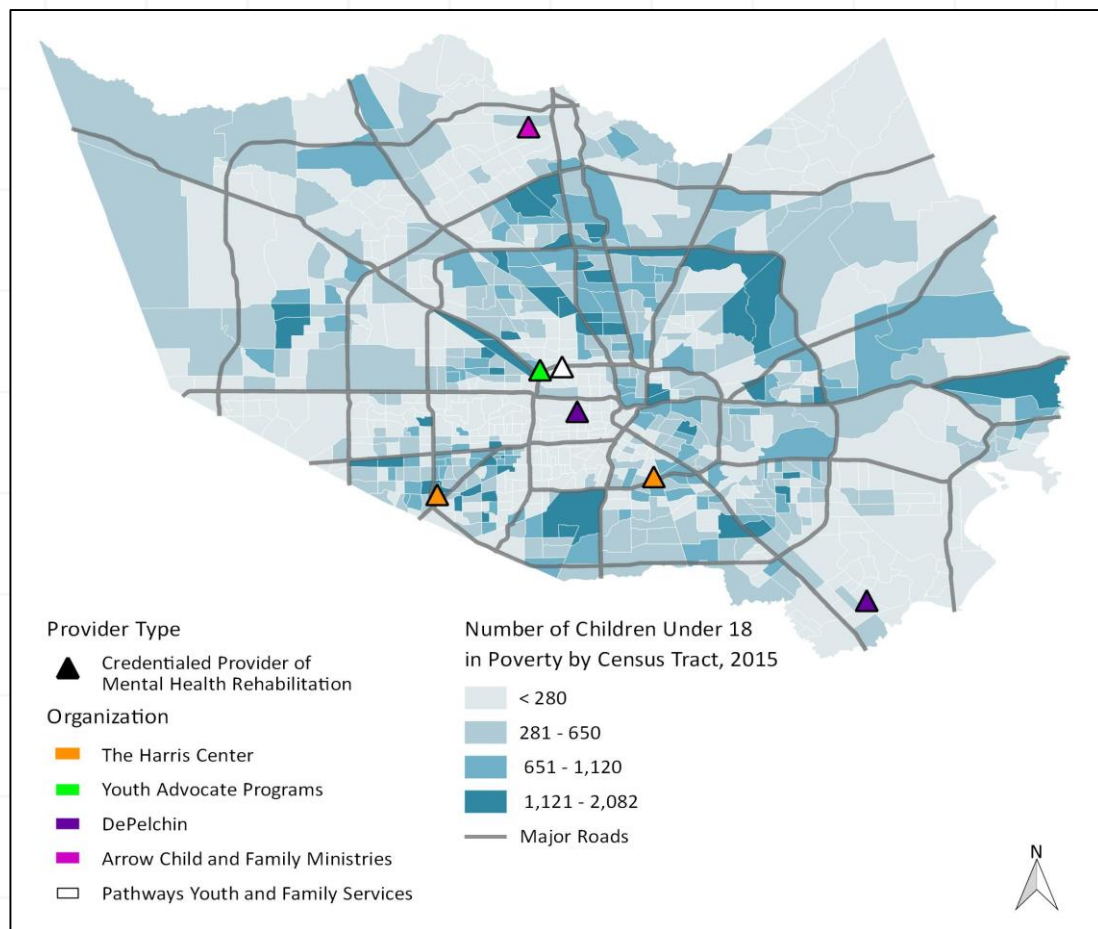 Provider Type
Credentialed Provider of
Mental Health Rehabilitation
Organization
The Harris Center
Youth Advocate Programs
DePelchin
Arrow Child and Family Ministries
Pathways Youth and Family Services
Number of Children Under 18
in Poverty by Census Tract, 2015
< 280
281 - 650
651 - 1,120
1,121 - 2,082
Major Roads
N